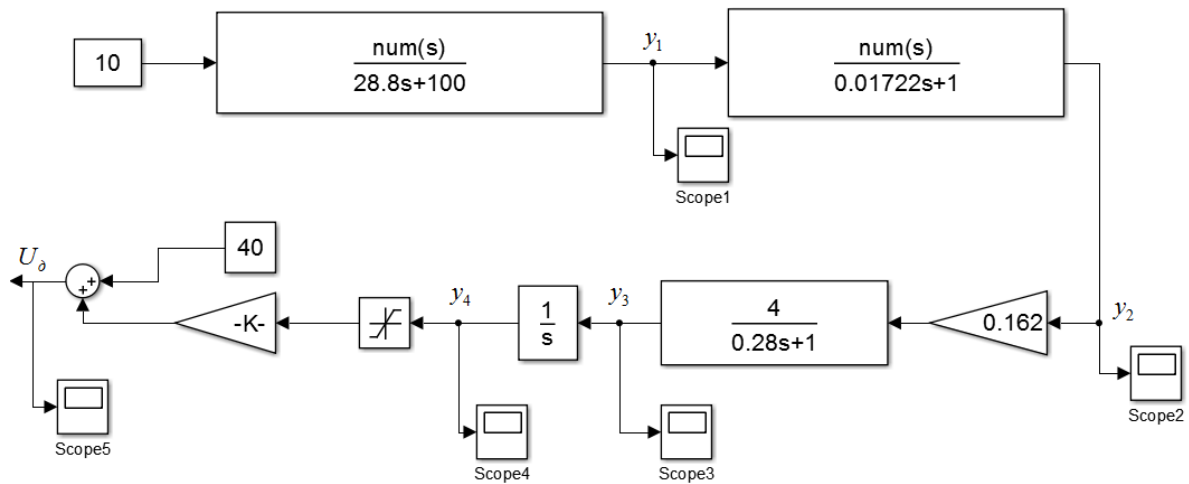 10
num(s)
28.8s+100
y1
num(s)
0.01722s+1
Scope1
U∂
40
-K-
y4
1
s
y3
4
0.28s+1
0.162
y2
Scope5
Scope4
Scope3
Scope2